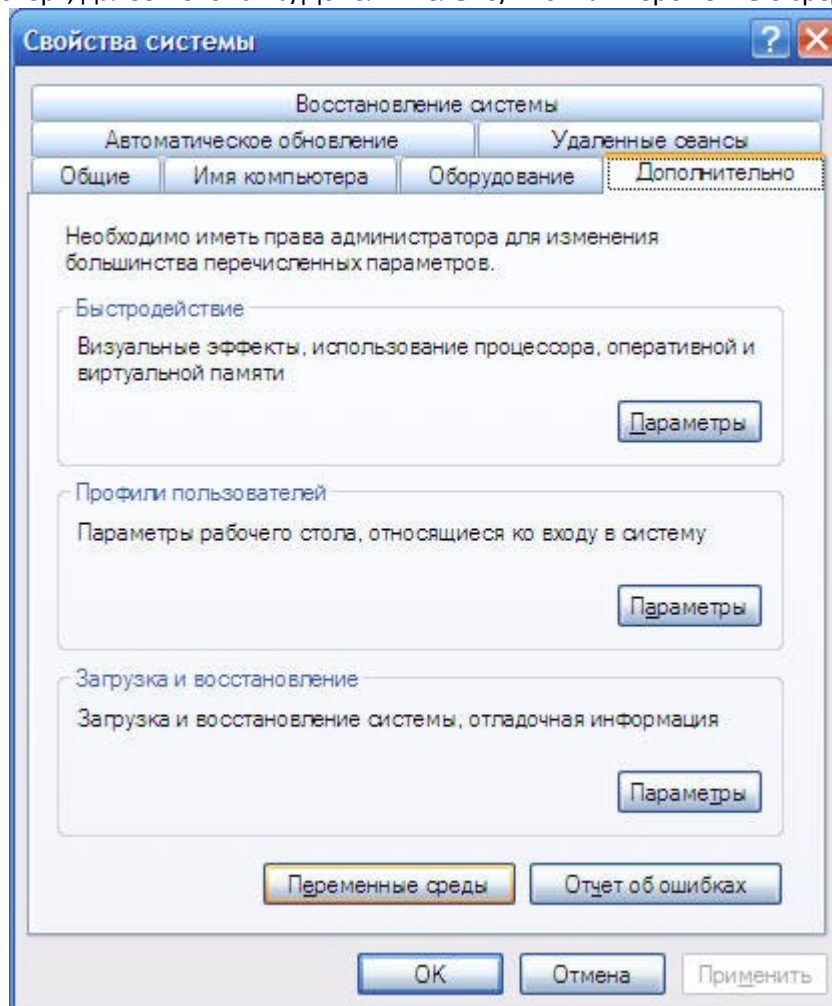 Свойства системы
Восстановление системы
Автоматическое обновление Удаленные сеансы
Общие Имя компьютера Оборудование Дополнительно
Необходимо иметь права администратора для изменения
большинства перечисленных параметров.
Быстродействие
Визуальные эффекты, использование процессора, оперативной и
виртуальной памяти
Параметры
Профили пользователей
Параметры рабочего стола, относящиеся ко входу в систему
Параметры
Загрузка и восстановление
Загрузка и восстановление системы, отладочная информация
Параметры
Переменные среды Отчет об ошибках
OK Отмена Применить